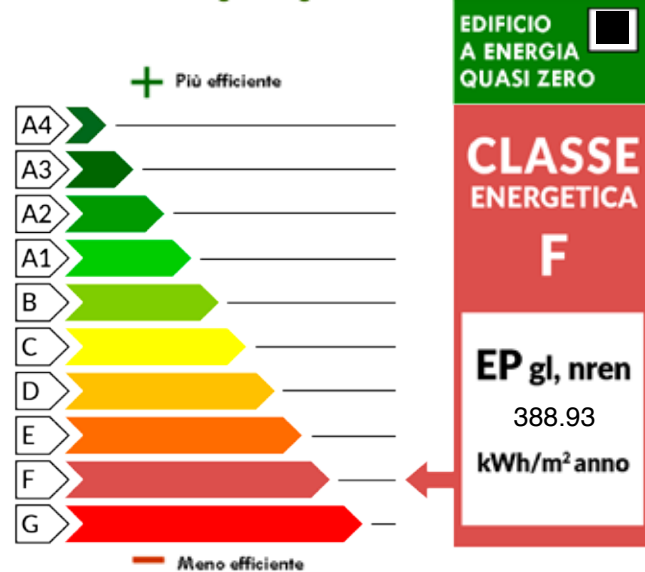 EDIFICIO
A ENERGIA
QUASI ZERO
Più efficiente
A4
A3
A2
A1
B
C
D
E
F
G
Meno efficiente
CLASSE
ENERGETICA
F
EP gl, nren
388.93
kWh/m² anno